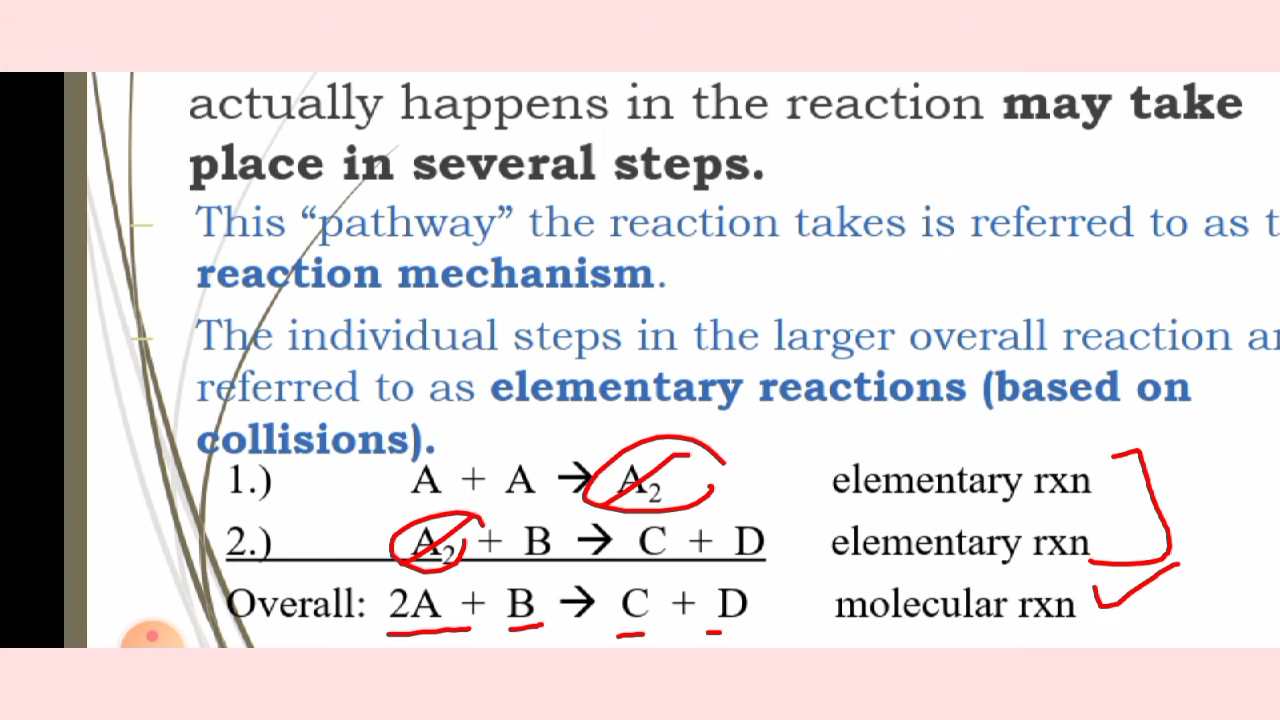 actually happens in the reaction may take
place in several steps.
This “pathway” the reaction takes is referred to as t
reaction mechanism.
The individual steps in the larger overall reaction ar
referred to as elementary reactions (based on
collisions).
1.) A + A → A₂ elementary rxn
2.) A₂ + B → C + D elementary rxn
Overall: 2A + B → C + D molecular rxn